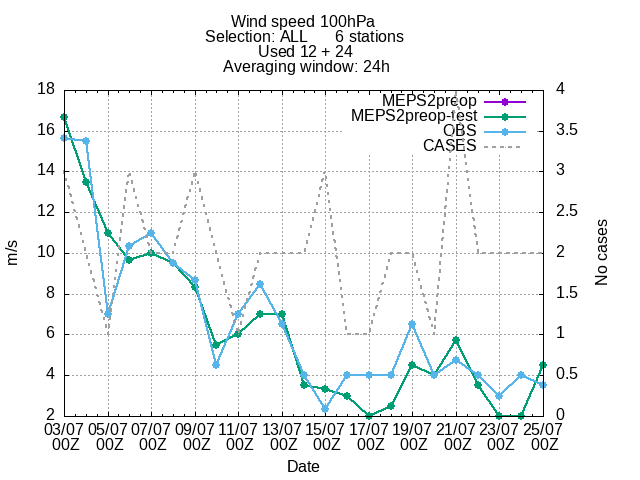 Wind speed 100hPa
Selection: ALL 6 stations
Used 12 + 24
Averaging window: 24h
MEPS2preop
MEPS2preop-test
OBS
CASES
18
16
14
12
10
8
6
4
2
4
3.5
3
2.5
2
1.5
1
0.5
0
m/s
No cases
03/07 05/07 07/07 09/07 11/07 13/07 15/07 17/07 19/07 21/07 23/07 25/07
00Z 00Z 00Z 00Z 00Z 00Z 00Z 00Z 00Z 00Z 00Z 00Z
Date